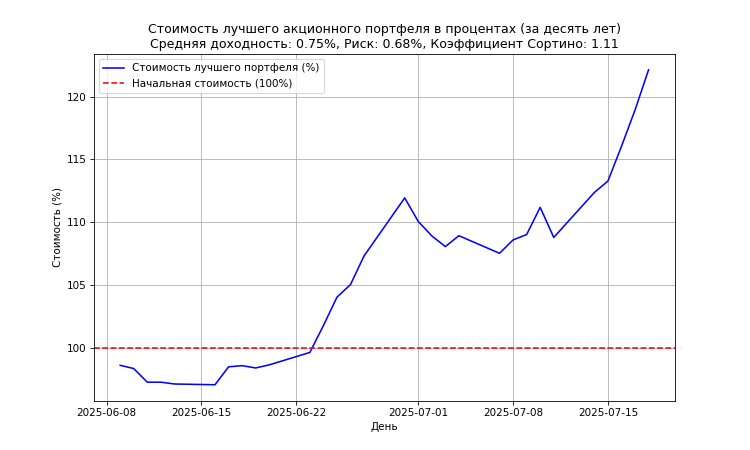 Стоимость лучшего акционного портфеля в процентах (за десять лет)
Средняя доходность: 0.75%, Риск: 0.68%, Коэффициент Сортино: 1.11
Стоимость лучшего портфеля (%)
Начальная стоимость (100%)
Стоимость (%)
120
115
110
105
100
2025-06-08
2025-06-15
2025-06-22
2025-07-01
2025-07-08
2025-07-15
День